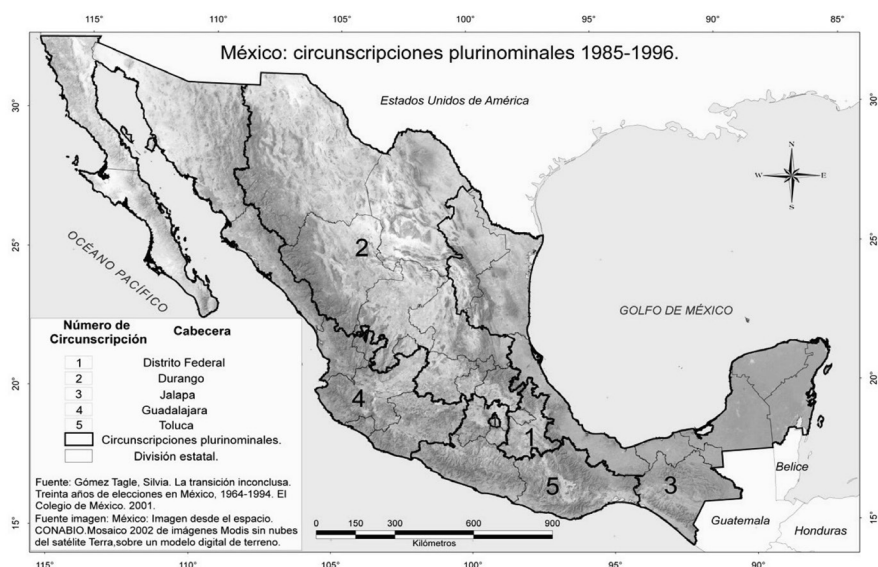 115° 110° 105° 100° 95° 90° 85°
México: circunscripciones plurinominales 1985-1996.
Estados Unidos de América
30° 30°
N
W E
S
25° 25°
OCÉANO PACÍFICO
GOLFO DE MÉXICO
2
4
1
5
3
20° 20°
Belice
Guatemala
Honduras
15° 15°
Número de Circunscripción Cabecera
1 Distrito Federal
2 Durango
3 Jalapa
4 Guadalajara
5 Toluca
Circunscripciones plurinominales.
División estatal.
Fuente: Gómez Tagle, Silvia. La transición inconclusa.
Treinta años de elecciones en México, 1964-1994. El
Colegio de México. 2001.
Fuente imagen: México: Imagen desde el espacio.
CONABIO.Mosaico 2002 de imágenes Modis sin nubes
del satélite Terra,sobre un modelo digital de terreno.
0 150 300 600 900
Kilómetros
115° 110° 105° 100° 95° 90°